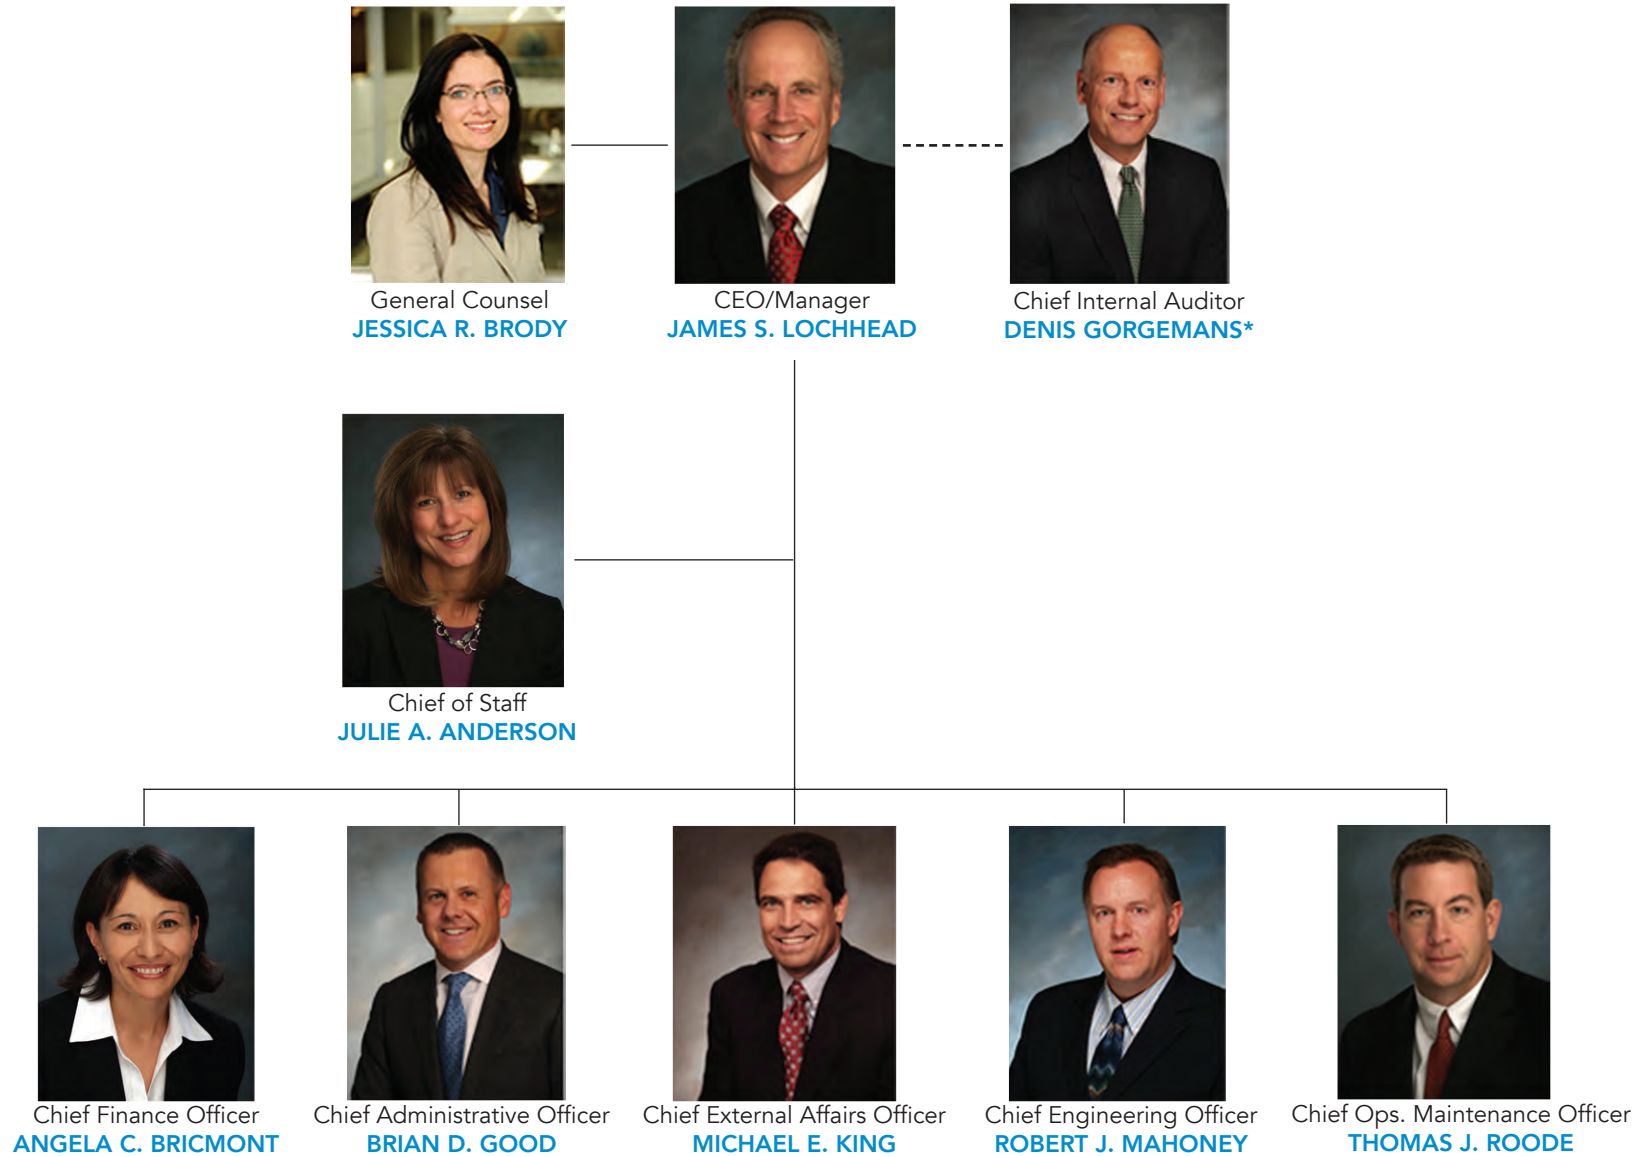 General Counsel
JESSICA R. BRODY
CEO/Manager
JAMES S. LOCHHEAD
Chief Internal Auditor
DENIS GORGEMANS*
Chief of Staff
JULIE A. ANDERSON
Chief Finance Officer
ANGELA C. BRICMONT
Chief Administrative Officer
BRIAN D. GOOD
Chief External Affairs Officer
MICHAEL E. KING
Chief Engineering Officer
ROBERT J. MAHONEY
Chief Ops. Maintenance Officer
THOMAS J. ROODE